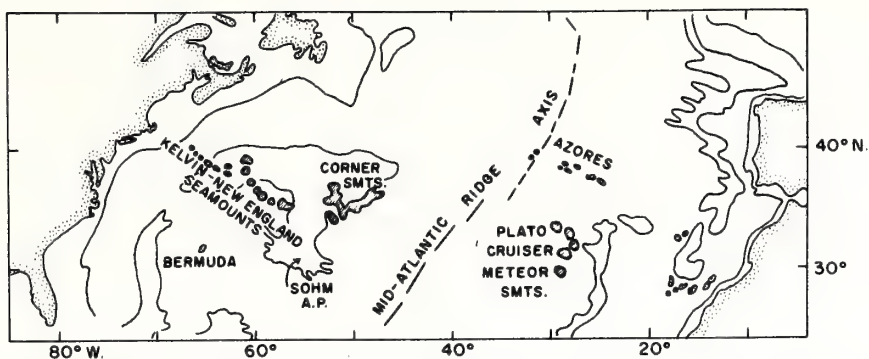 KELVIN-NEW ENGLAND
SEAMOUNTS
CORNER
SMTS.
BERMUDA
SOHM
A.P.
MID-ATLANTIC RIDGE AXIS
AZORES
PLATO
CRUISER
METEOR
SMTS.
40° N.
30°
80° W.
60°
40°
20°